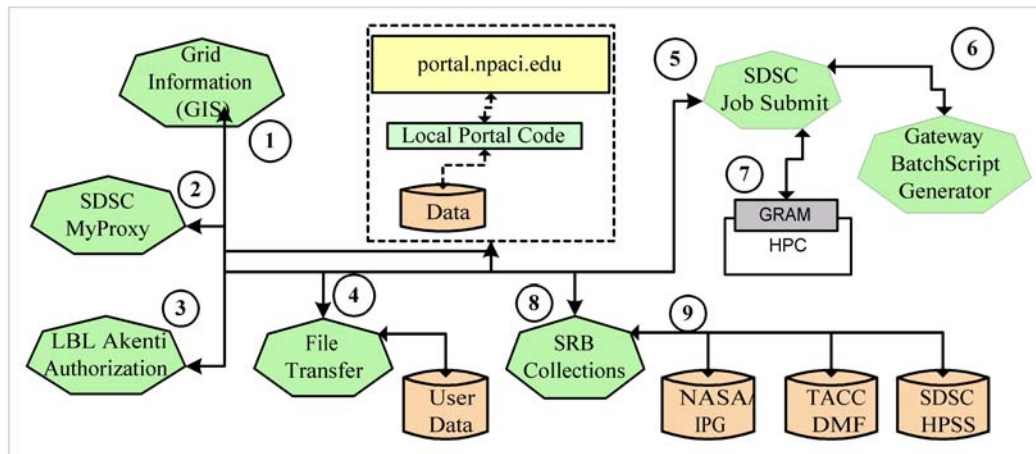 Grid
Information
(GIS)
1
SDSC
MyProxy
2
LBL Akenti
Authorization
3
portal.npaci.edu
Local Portal Code
Data
4
File
Transfer
User
Data
5
SDSC
Job Submit
6
Gateway
BatchScript
Generator
7
GRAM
HPC
8
SRB
Collections
9
NASA/
IPG
TACC
DMF
SDSC
HPSS